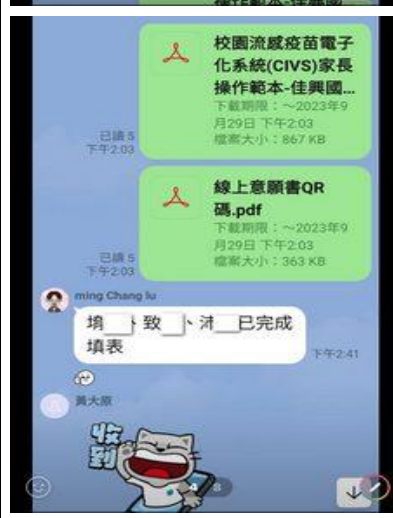 校園流感疫苗電子
化系統(CIVS)家長
操作範本-佳興國...
下載期限：～2023年9
月29日 下午2:03
檔案大小：867 KB
已讀 5
下午2:03
線上意願書QR
碼.pdf
下載期限：～2023年9
月29日 下午2:03
檔案大小：363 KB
已讀 5
下午2:03
ming Chang lu
堉 、致 、沛 已完成
填表
下午2:41
黃大原
收到